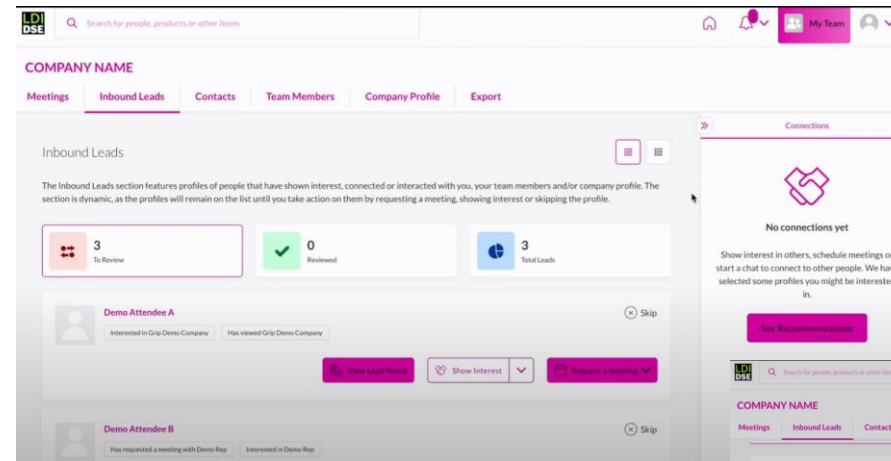 LDI
DSE
Search for people, products or other items
My Team
COMPANY NAME
Meetings
Inbound Leads
Contacts
Team Members
Company Profile
Export
Inbound Leads
The Inbound Leads section features profiles of people that have shown interest, connected or interacted with you, your team members and/or company profile. The
section is dynamic, as the profiles will remain on the list until you take action on them by requesting a meeting, showing interest or skipping the profile.
3
To Review
0
Reviewed
3
Total Leads
Demo Attendee A
Skip
Interested in Grip Demo Company
Has viewed Grip Demo Company
View Lead Notes
Show Interest
Request a meeting
Demo Attendee B
Skip
Has requested a meeting with Demo Rep
Interested in Demo Rep
Connections
No connections yet
Show interest in others, schedule meetings o
start a chat to connect to other people. We ha
selected some profiles you might be intereste
in.
See Recommendations
LDI
DSE
Search for people, products or other ite
COMPANY NAME
Meetings
Inbound Leads
Contact